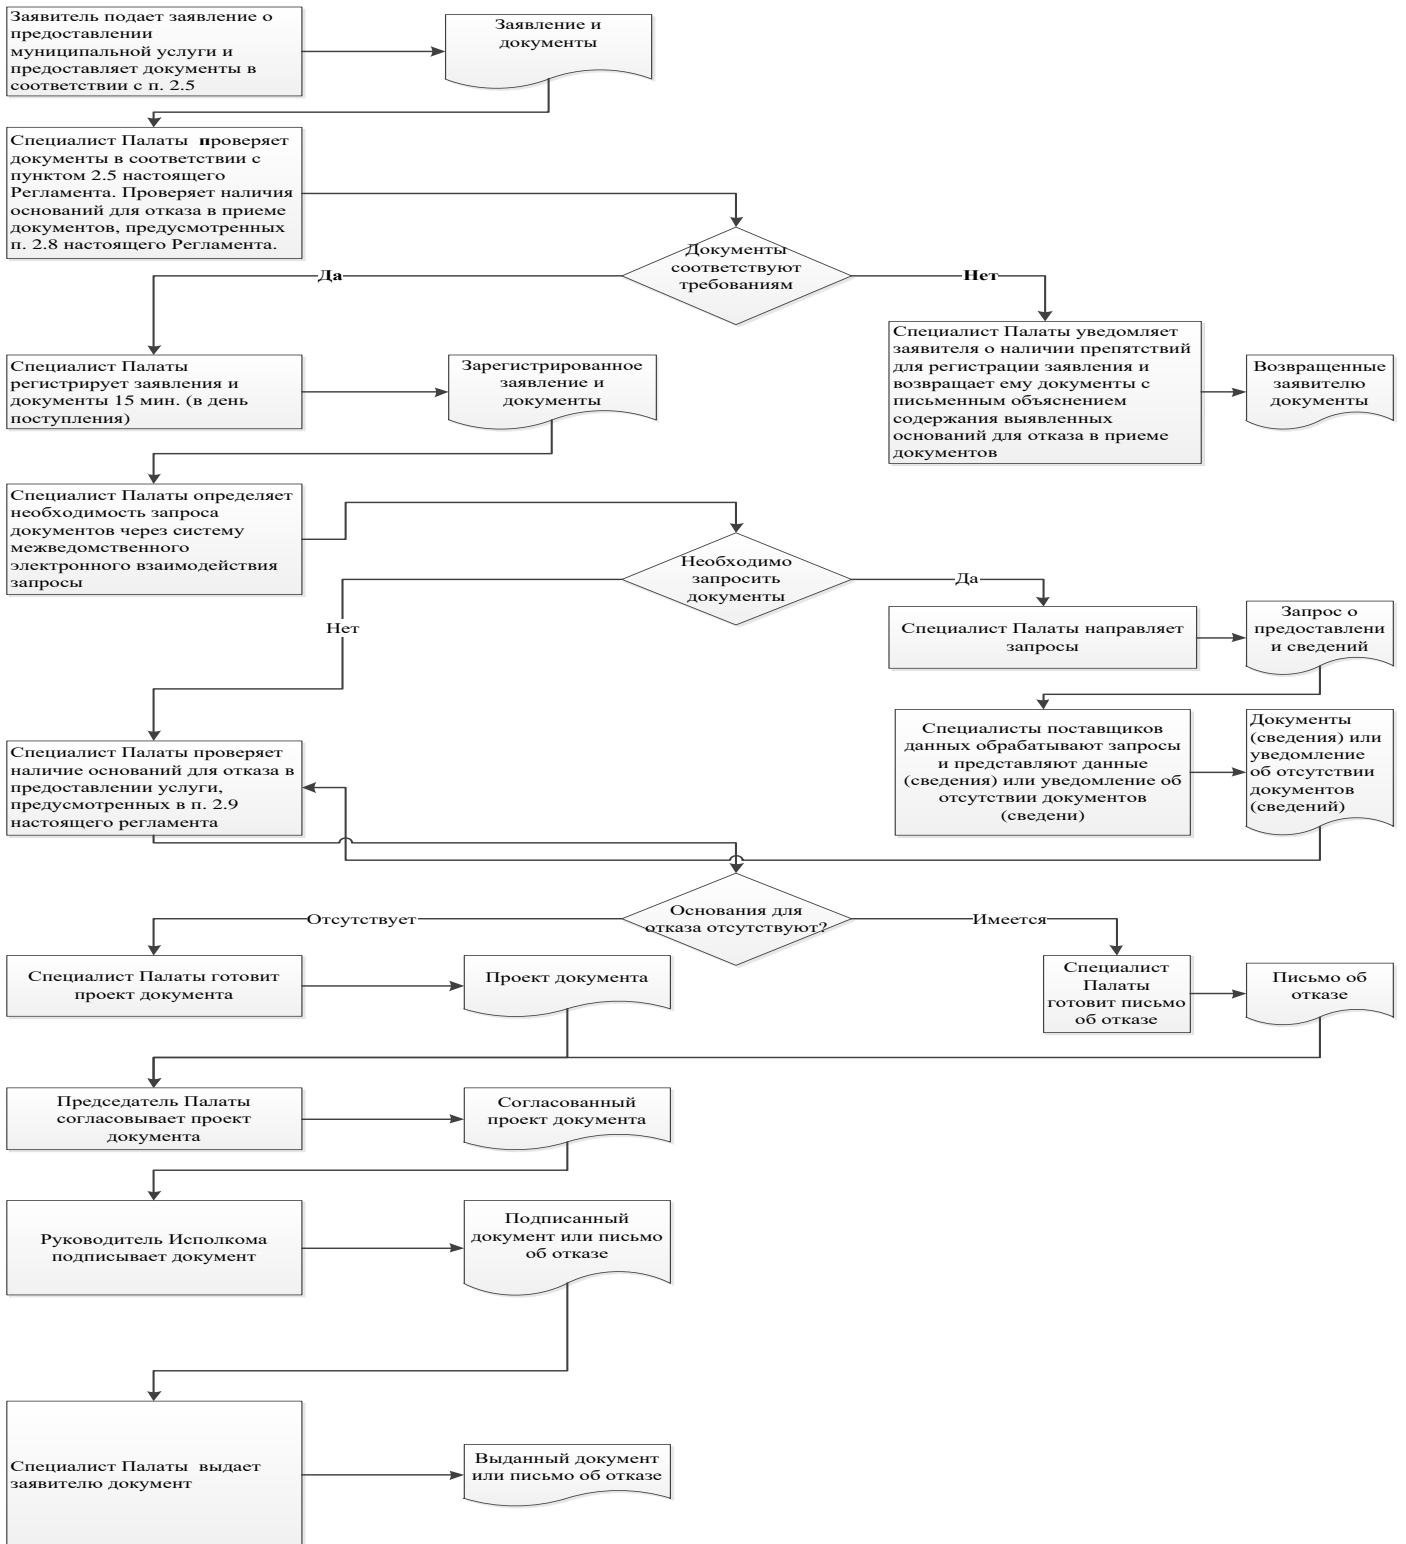 Заявитель подает заявление о
предоставлении
муниципальной услуги и
предоставляет документы в
соответствии с п. 2.5
Заявление и
документы
Специалист Палаты проверяет
документы в соответствии с
пунктом 2.5 настоящего
Регламента. Проверяет наличия
оснований для отказа в приеме
документов, предусмотренных
п. 2.8 настоящего Регламента.
Документы
соответствуют
требованиям
Да
Нет
Специалист Палаты
регистрирует заявления и
документы 15 мин. (в день
поступления)
Зарегистрированное
заявление и
документы
Специалист Палаты уведомляет
заявителя о наличии препятствий
для регистрации заявления и
возвращает ему документы с
письменным объяснением
содержания выявленных
оснований для отказа в приеме
документов
Возвращенные
заявителю
документы
Специалист Палаты определяет
необходимость запроса
документов через систему
межведомственного
электронного взаимодействия
запросы
Необходимо
запросить
документы
Да
Нет
Специалист Палаты направляет
запросы
Запрос о
предоставлени
и сведений
Специалисты поставщиков
данных обрабатывают запросы
и представляют данные
(сведения) или уведомление об
отсутствии документов
(сведени)
Документы
(сведения) или
уведомление
об отсутствии
документов
(сведений)
Специалист Палаты проверяет
наличие оснований для отказа в
предоставлении услуги,
предусмотренных в п. 2.9
настоящего регламента
Основания для
отказа отсутствуют?
Отсутствует
Имеется
Специалист Палаты готовит
проект документа
Проект документа
Специалист
Палаты
готовит письмо
об отказе
Письмо об
отказе
Председатель Палаты
согласовывает проект
документа
Согласованный
проект документа
Руководитель Исполкома
подписывает документ
Подписанный
документ или письмо
об отказе
Специалист Палаты выдает
заявителю документ
Выданный документ
или письмо об отказе